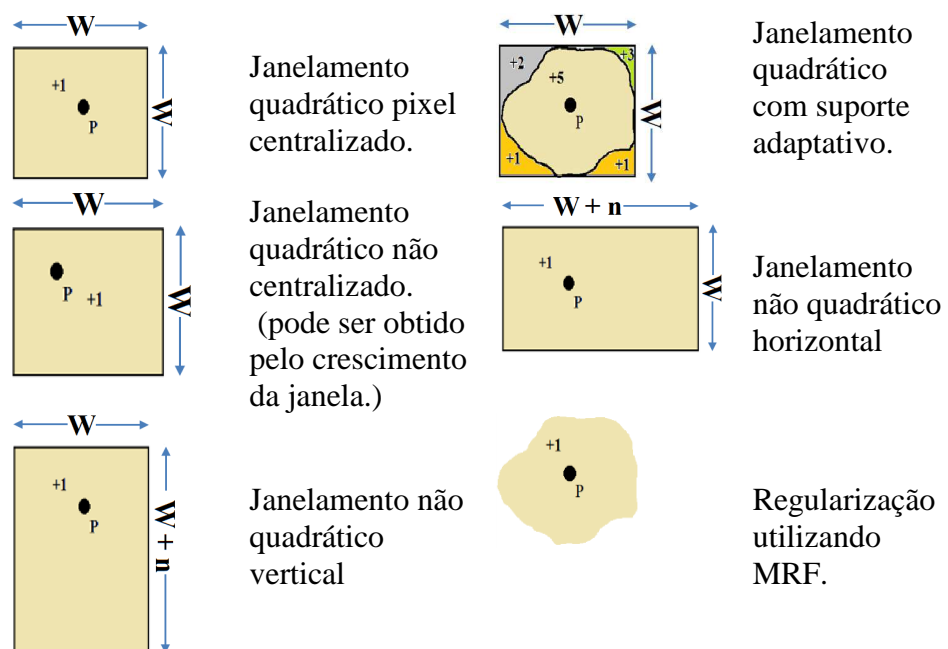 W
+1
P
W
Janelamento
quadrático pixel
centralizado.
W
+2
+3
+5
P
+1
+1
W
Janelamento
quadrático
com suporte
adaptativo.
W
P
+1
W
Janelamento
quadrático não
centralizado.
(pode ser obtido
pelo crescimento
da janela.)
W + n
+1
P
W
Janelamento
não quadrático
horizontal
W
+1
P
W + n
Janelamento não
quadrático
vertical
+1
P
Regularização
utilizando
MRF.